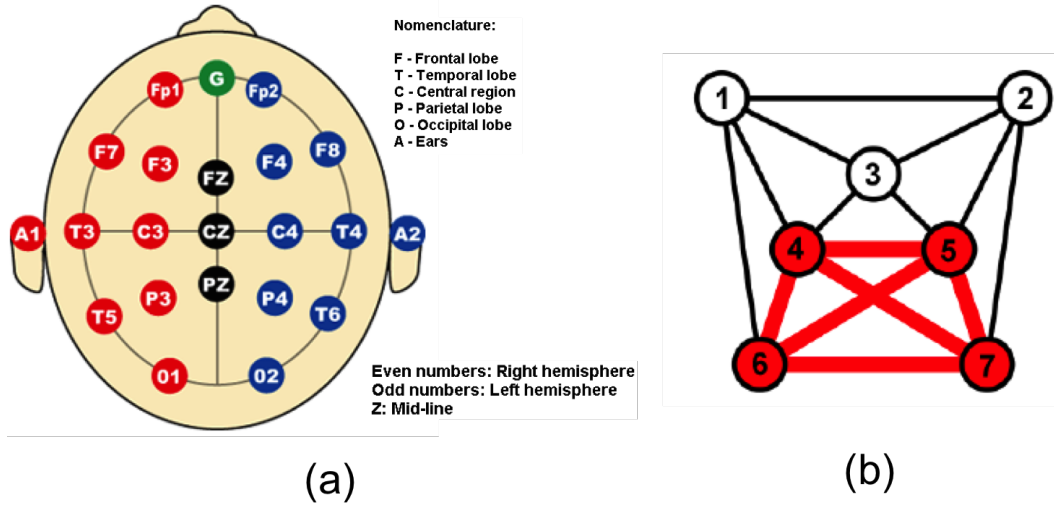 Nomenclature:
F - Frontal lobe
T - Temporal lobe
C - Central region
P - Parietal lobe
O - Occipital lobe
A - Ears
Fp1 G Fp2
F7 F3 FZ F4 F8
A1 T3 C3 CZ C4 T4 A2
T5 P3 PZ P4 T6
01 02
Even numbers: Right hemisphere
Odd numbers: Left hemisphere
Z: Mid-line
(a)
1 2
3
4 5
6 7
(b)